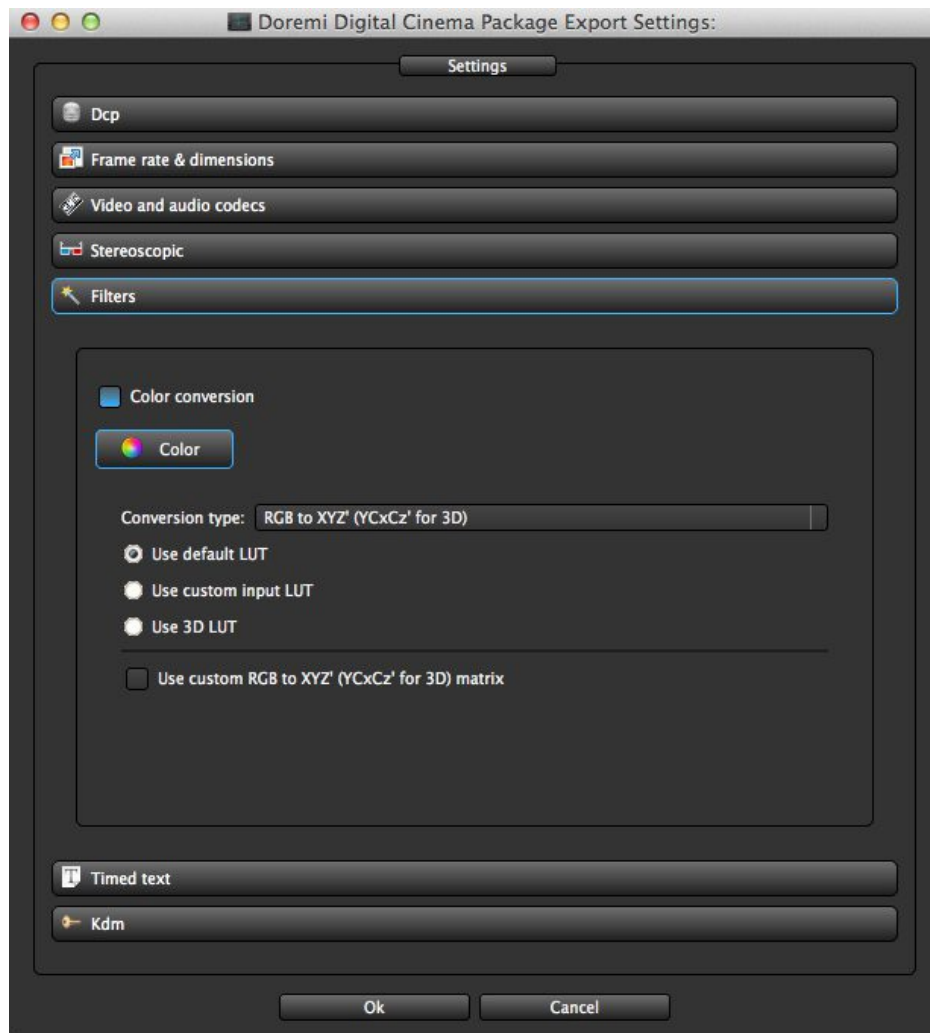 Doremi Digital Cinema Package Export Settings:
Settings
Dcp
Frame rate & dimensions
Video and audio codecs
Stereoscopic
Filters
Color conversion
Color
Conversion type: RGB to XYZ' (YCxCz' for 3D)
Use default LUT
Use custom input LUT
Use 3D LUT
Use custom RGB to XYZ' (YCxCz' for 3D) matrix
T Timed text
Kdm
Ok Cancel